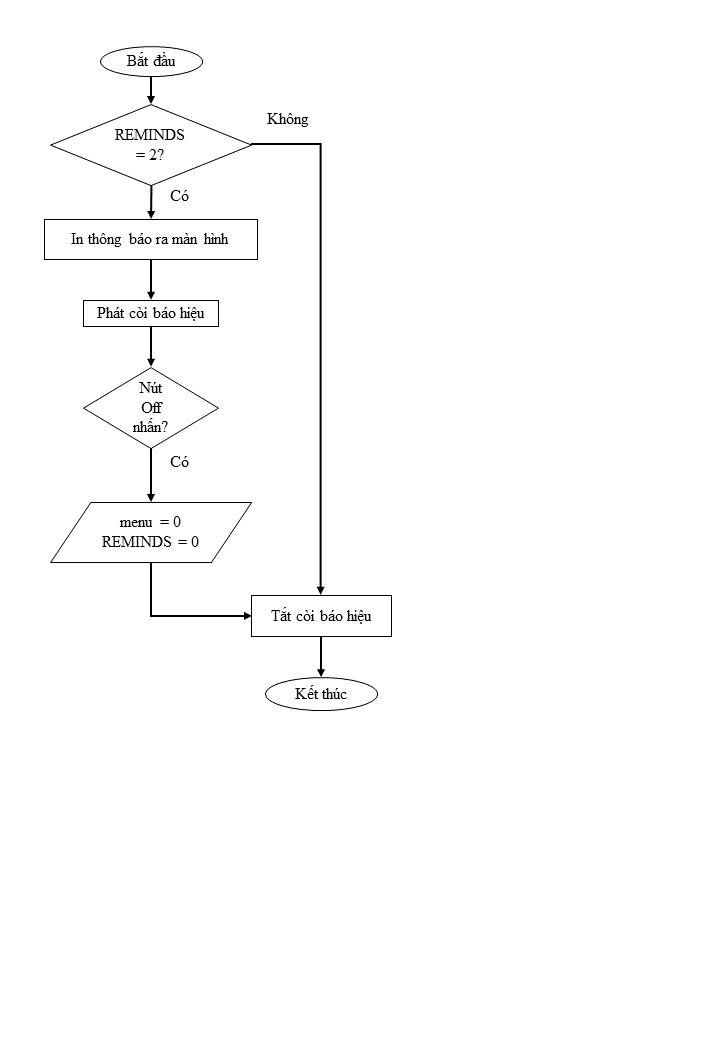 Bắt đầu
Không
REMINDS
= 2?
Có
In thông báo ra màn hình
Phát còi báo hiệu
Nút
Off
nhấn?
Có
menu = 0
REMINDS = 0
Tắt còi báo hiệu
Kết thúc